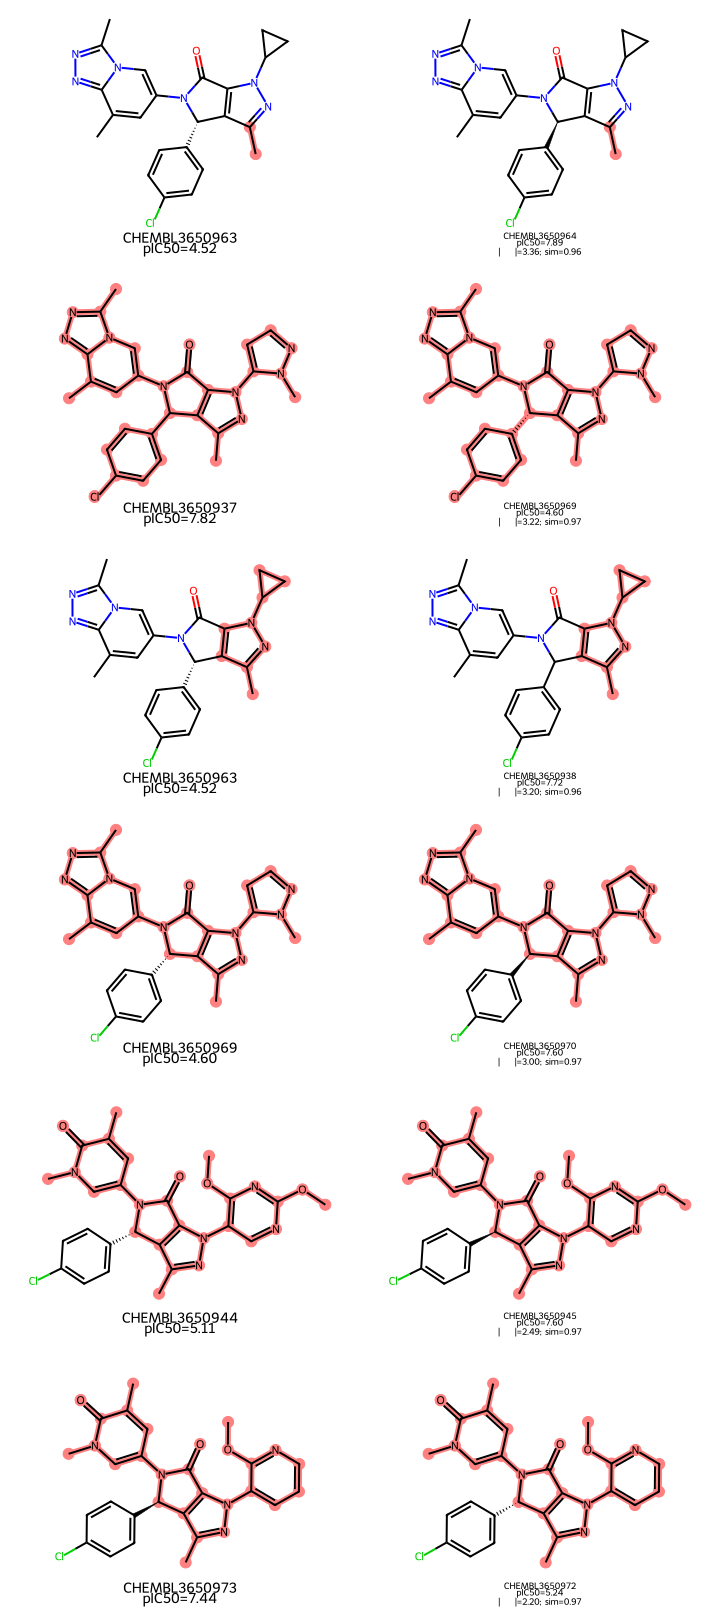 CHEMBL3650963
pIC50=4.52
CHEMBL3650964
pIC50=7.89
| |=3.36; sim=0.96
CHEMBL3650937
pIC50=7.82
CHEMBL3650969
pIC50=4.60
| |=3.22; sim=0.97
CHEMBL3650963
pIC50=4.52
CHEMBL3650938
pIC50=7.72
| |=3.20; sim=0.96
CHEMBL3650969
pIC50=4.60
CHEMBL3650970
pIC50=7.60
| |=3.00; sim=0.97
CHEMBL3650944
pIC50=5.11
CHEMBL3650945
pIC50=7.60
| |=2.49; sim=0.97
CHEMBL3650973
pIC50=7.44
CHEMBL3650972
pIC50=5.24
| |=2.20; sim=0.97